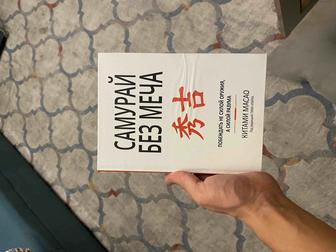 САМУРАЙ
БЕЗ МЕЧА
秀吉
ПОБЕЖДАТЬ НЕ СИЛОЙ ОРУЖИЯ,
А СИЛОЙ РАЗУМА
КИТАМИ МАСАО